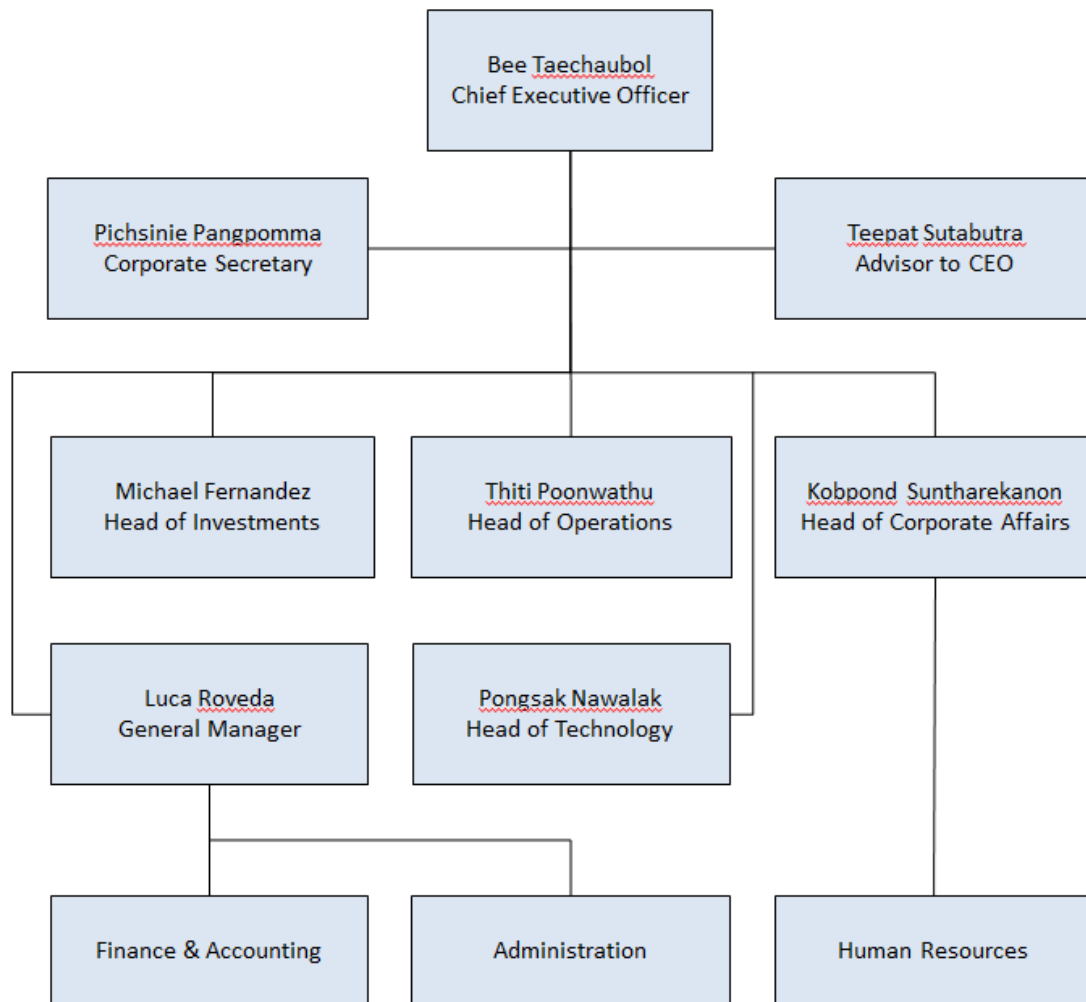 Bee Taechaubol
Chief Executive Officer
Pichsinie Pangpomma
Corporate Secretary
Teepat Sutabutra
Advisor to CEO
Michael Fernandez
Head of Investments
Thiti Poonwathu
Head of Operations
Kobpond Suntharekanon
Head of Corporate Affairs
Luca Roveda
General Manager
Pongsak Nawalak
Head of Technology
Finance & Accounting
Administration
Human Resources